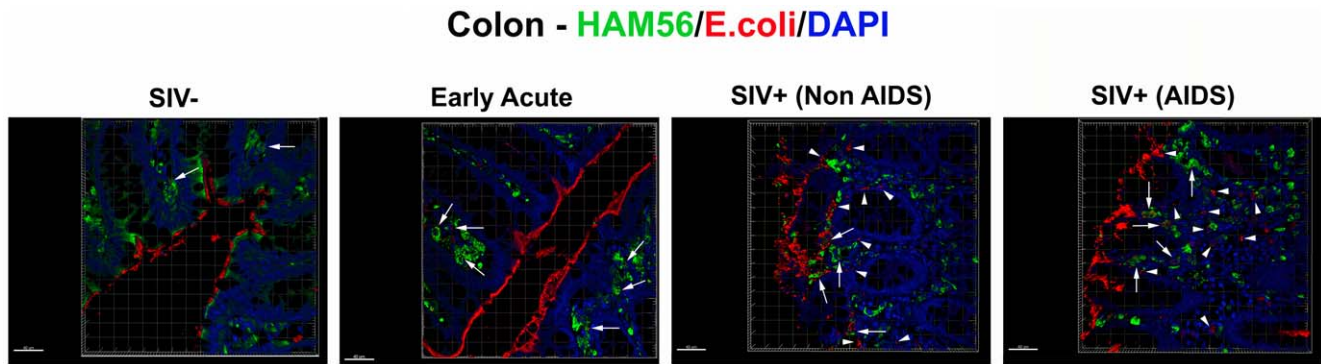 Colon - HAM56/E.coli/DAPI
SIV-
Early Acute
SIV+ (Non AIDS)
SIV+ (AIDS)